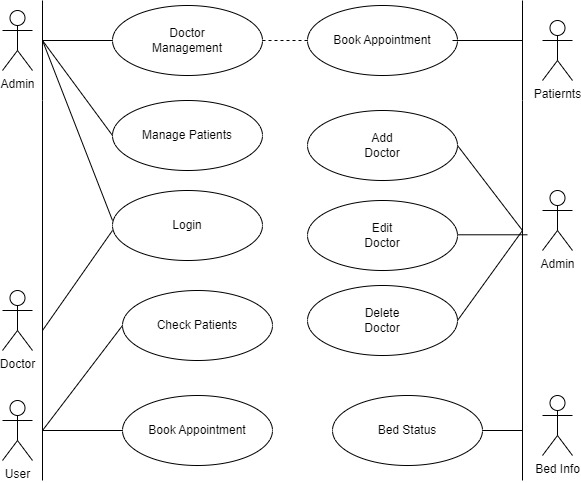 Admin
Doctor
Management
Book Appointment
Patiernts
Manage Patients
Add
Doctor
Login
Edit
Doctor
Admin
Doctor
Check Patients
Delete
Doctor
User
Book Appointment
Bed Status
Bed Info